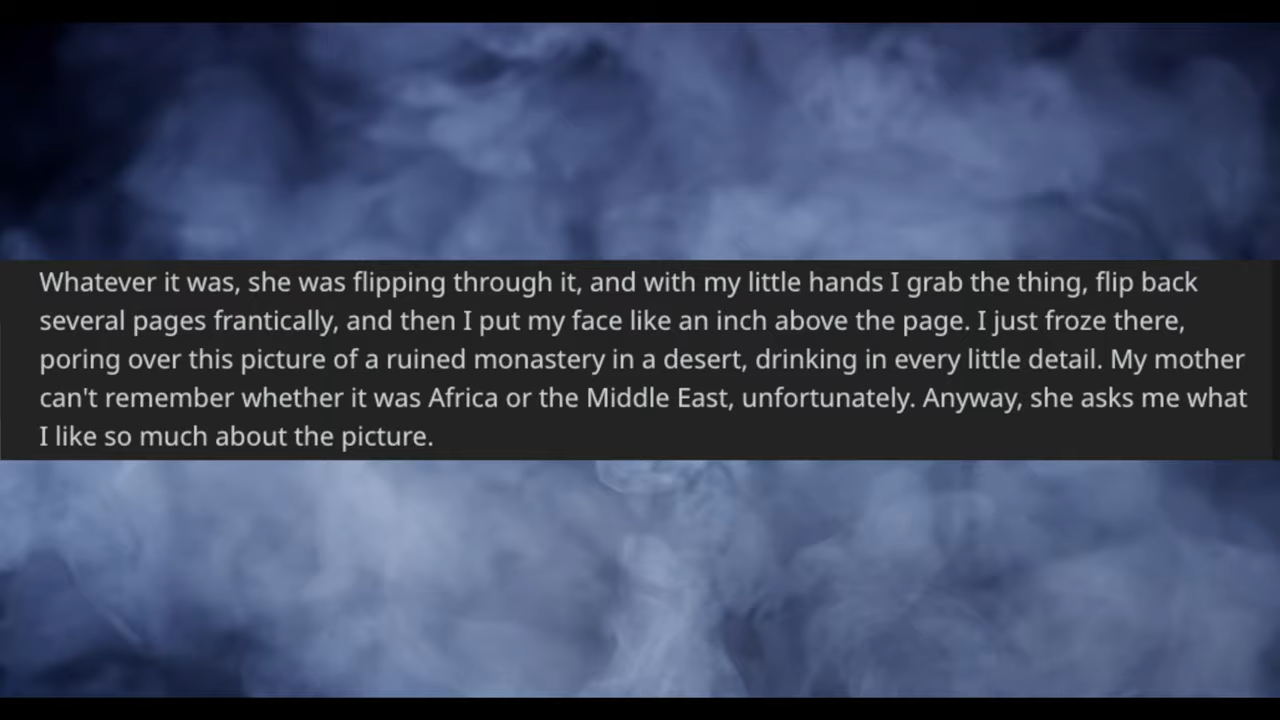 Whatever it was, she was flipping through it, and with my little hands I grab the thing, flip back
several pages frantically, and then I put my face like an inch above the page. I just froze there,
poring over this picture of a ruined monastery in a desert, drinking in every little detail. My mother
can't remember whether it was Africa or the Middle East, unfortunately. Anyway, she asks me what
I like so much about the picture.